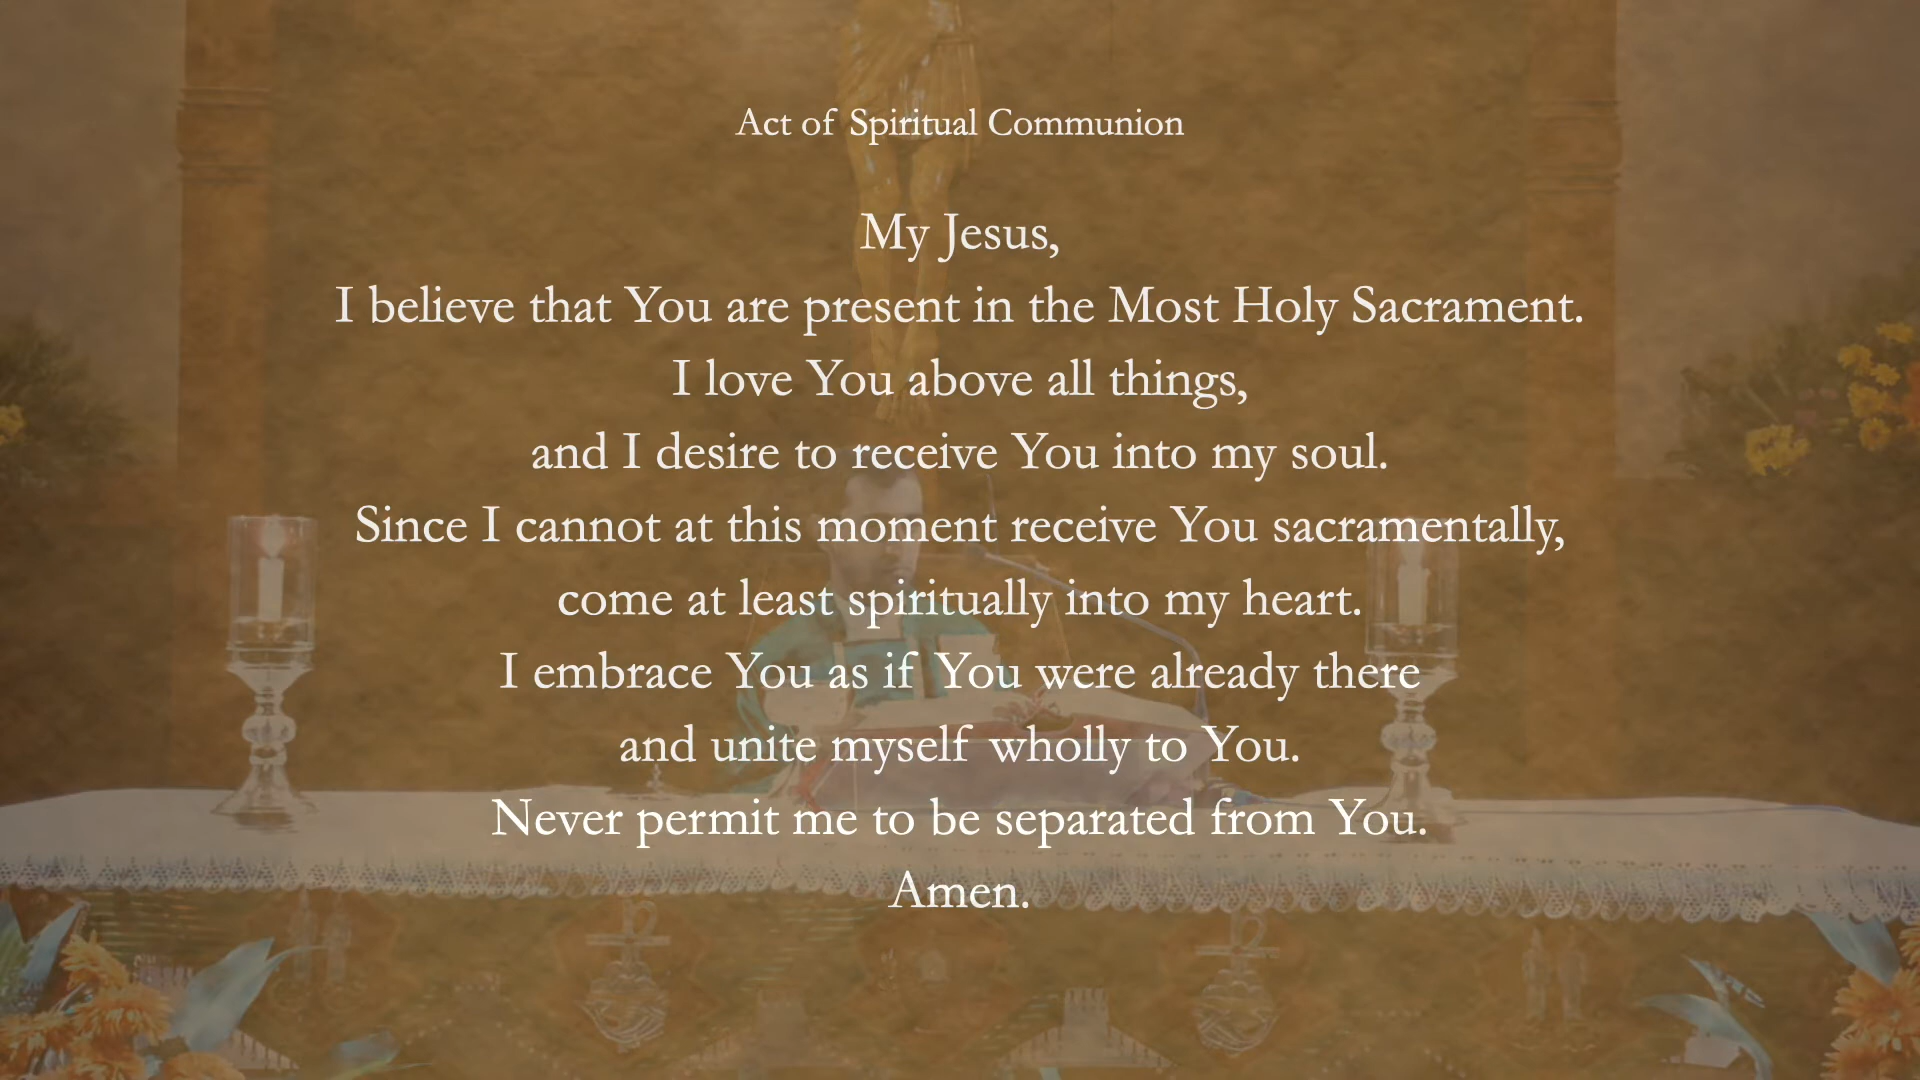 Act of Spiritual Communion
My Jesus,
I believe that You are present in the Most Holy Sacrament.
I love You above all things,
and I desire to receive You into my soul.
Since I cannot at this moment receive You sacramentally,
come at least spiritually into my heart.
I embrace You as if You were already there
and unite myself wholly to You.
Never permit me to be separated from You.
Amen.